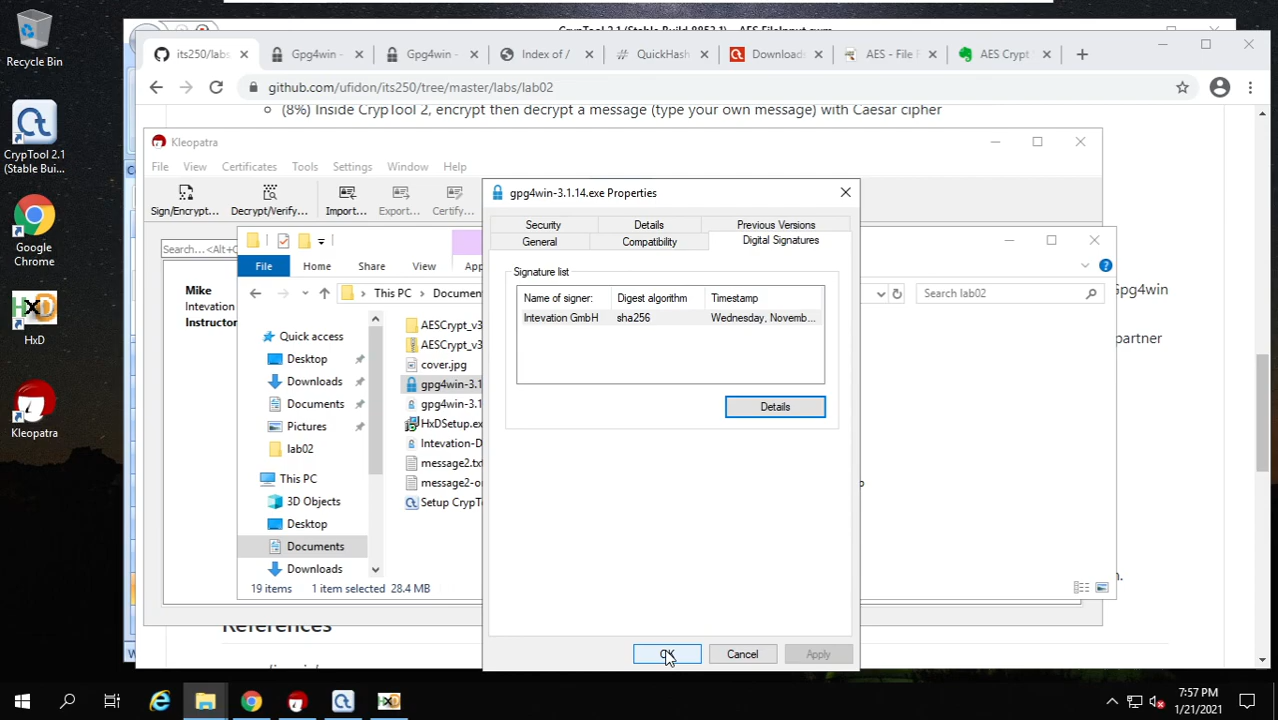 Recycle Bin
CrypTool 2.1
(Stable Bui...
Google
Chrome
HxD
Kleopatra
CrypTool 2.1 (Stable Build 8853.1)
its250/labs
Gpg4win -
Gpg4win -
Index of /
QuickHash
Download
AES - File
AES Crypt
github.com/ufidon/its250/tree/master/labs/lab02
(8%) Inside CrypTool 2, encrypt then decrypt a message (type your own message) with Caesar cipher
Kleopatra
File View Certificates Tools Settings Window Help
Sign/Encrypt... Decrypt/Verify... Import... Export... Certify...
Search... <Alt+
Mike
Intevation
Instructor
File Home Share View
This PC
Search lab02
Quick access
Desktop
Downloads
Documents
Pictures
lab02
This PC
3D Objects
Desktop
Documents
Downloads
AESCrypt_v3
AESCrypt_v3
cover.jpg
gpg4win-3.1
gpg4win-3.1
HxDSetup.ex
Intevation-D
message2.tx
message2-o
Setup CrypT
19 items 1 item selected 28.4 MB
gpg4win-3.1.14.exe Properties
Security Details Previous Versions
General Compatibility Digital Signatures
Signature list
Name of signer: Digest algorithm Timestamp
Intevation GmbH sha256 Wednesday, Novemb...
Details
OK Cancel Apply
Gpg4win
partner
References
7:57 PM
1/21/2021